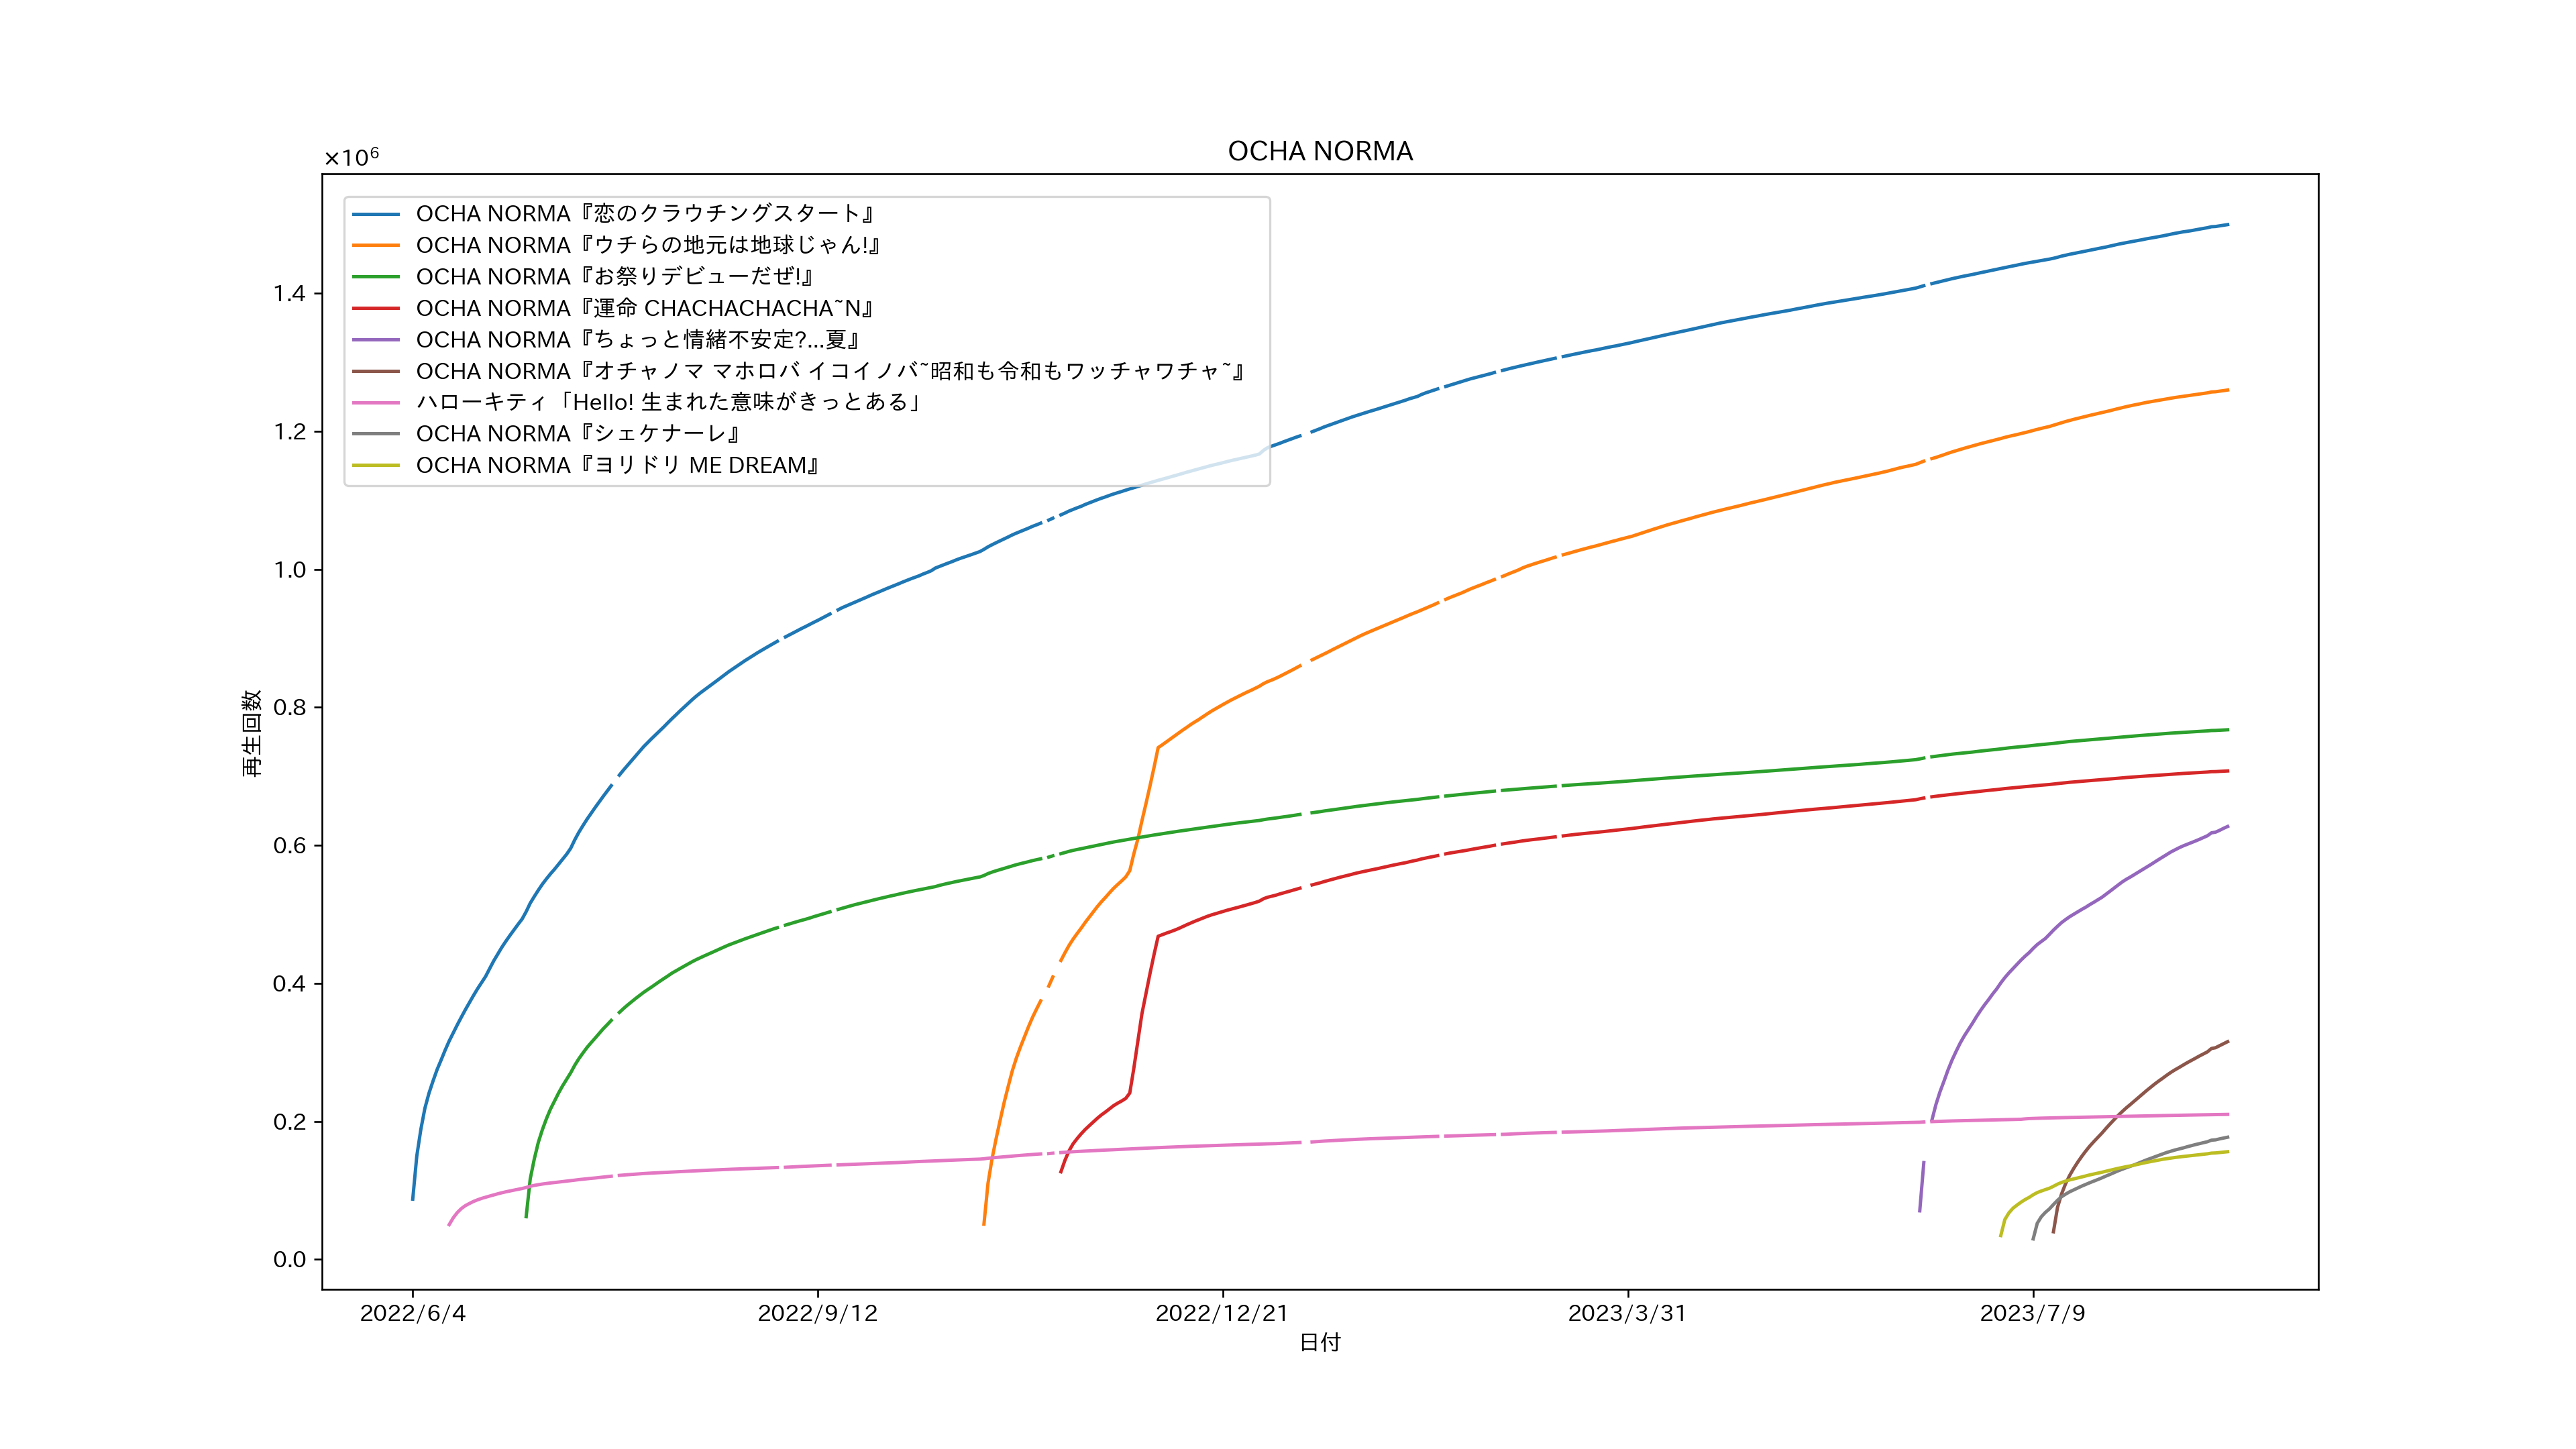 OCHA NORMA
×10⁶
OCHA NORMA『恋のクラウチングスタート』
OCHA NORMA『ウチらの地元は地球じゃん!』
OCHA NORMA『お祭りデビューだぜ!』
OCHA NORMA『運命 CHACHACHACHA~N』
OCHA NORMA『ちょっと情緒不安定?...夏』
OCHA NORMA『オチャノマ マホロバ イコイノバ~昭和も令和もワッチャワチャ~』
ハローキティ「Hello! 生まれた意味がきっとある」
OCHA NORMA『シェケナーレ』
OCHA NORMA『ヨリドリ ME DREAM』
1.4
1.2
1.0
0.8
0.6
0.4
0.2
0.0
再生回数
2022/6/4
2022/9/12
2022/12/21
2023/3/31
2023/7/9
日付